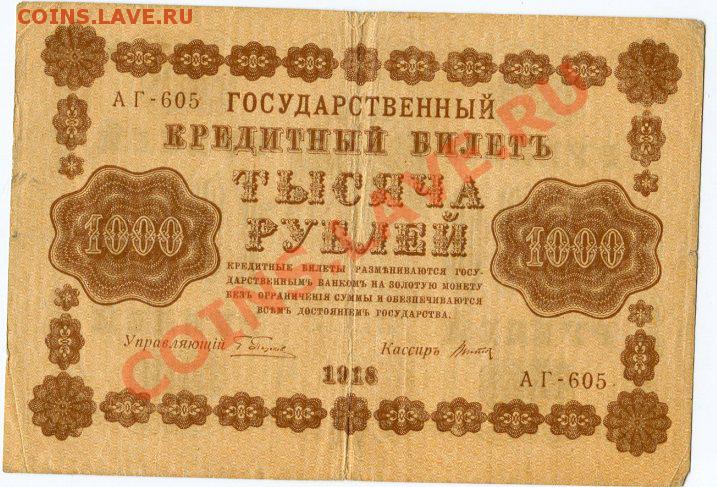 COINS.LAVE.RU
АГ-605 ГОСУДАРСТВЕННЫЙ
КРЕДИТНЫЙ БИЛЕТЪ
ТЫСЯЧА
РУБЛЕЙ
1000
1000
КРЕДИТНЫЕ БИЛЕТЫ РАЗМѢНИВАЮТСЯ ГОСУ-
ДАРСТВЕННЫМЪ БАНКОМЪ НА ЗОЛОТУЮ МОНЕТУ
БЕЗЪ ОГРАНИЧЕНІЯ СУММЫ И ОБЕЗПЕЧИВАЮТСЯ
ВСѢМЪ ДОСТОЯНІЕМЪ ГОСУДАРСТВА.
Управляющій
Кассиръ
1918
АГ-605
COINS.LAVE.RU